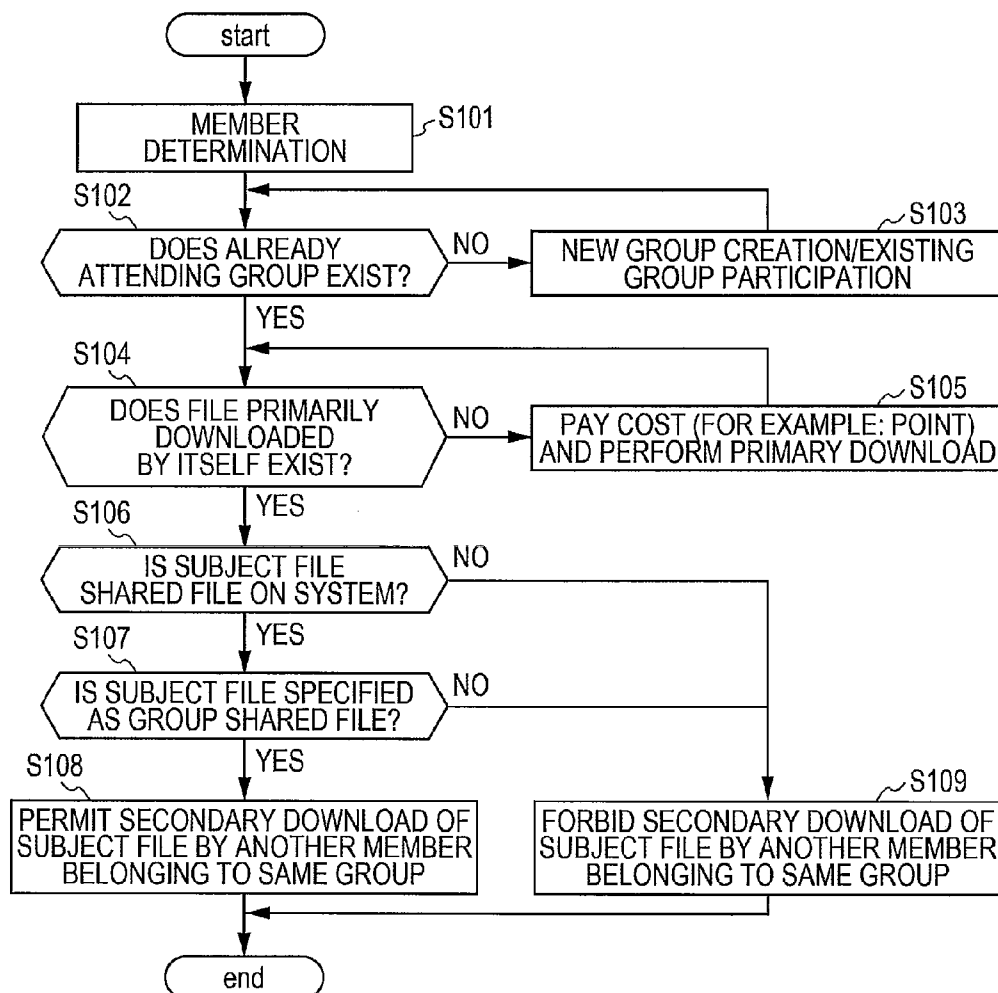 start
MEMBER
DETERMINATION
S101
S102
DOES ALREADY
ATTENDING GROUP EXIST?
NO
S103
NEW GROUP CREATION/EXISTING
GROUP PARTICIPATION
YES
S104
DOES FILE PRIMARILY
DOWNLOADED
BY ITSELF EXIST?
NO
S105
PAY COST (FOR EXAMPLE: POINT)
AND PERFORM PRIMARY DOWNLOAD
YES
S106
IS SUBJECT FILE
SHARED FILE ON SYSTEM?
NO
YES
S107
IS SUBJECT FILE SPECIFIED
AS GROUP SHARED FILE?
NO
YES
S108
PERMIT SECONDARY DOWNLOAD OF
SUBJECT FILE BY ANOTHER MEMBER
BELONGING TO SAME GROUP
S109
FORBID SECONDARY DOWNLOAD OF
SUBJECT FILE BY ANOTHER MEMBER
BELONGING TO SAME GROUP
end